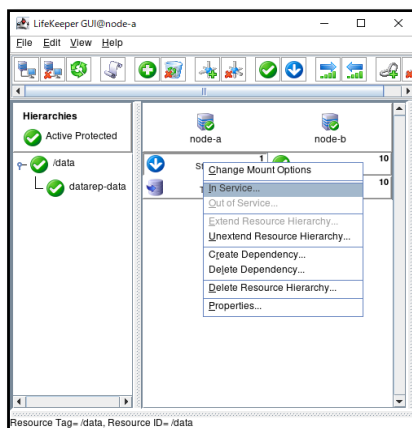 LifeKeeper GUI@node-a
File Edit View Help
Hierarchies
Active Protected
node-a
node-b
/data
datarep-data
1
10
10
Change Mount Options
In Service...
Out of Service...
Extend Resource Hierarchy...
Unextend Resource Hierarchy...
Create Dependency...
Delete Dependency...
Delete Resource Hierarchy...
Properties...
Resource Tag= /data, Resource ID= /data